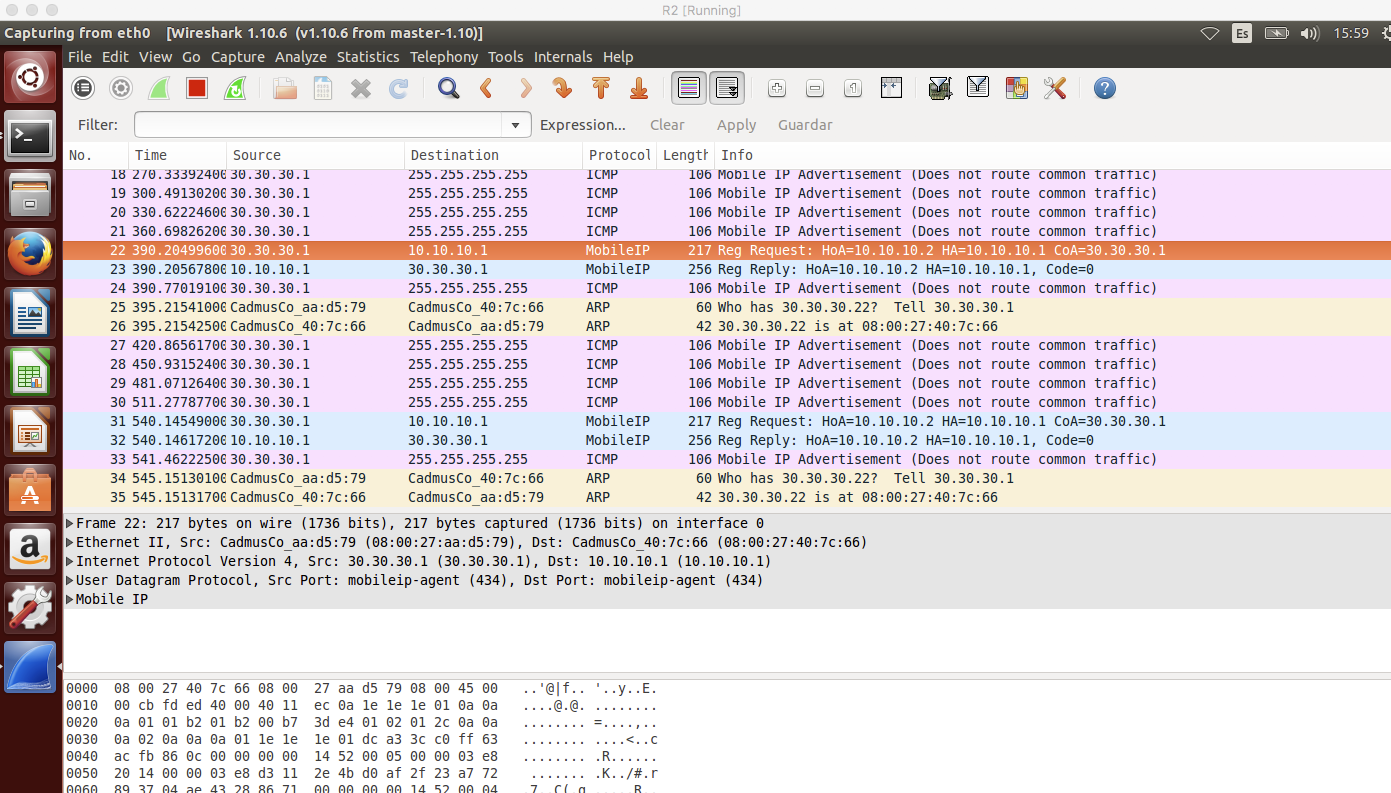 R2 [Running]
Capturing from eth0 [Wireshark 1.10.6 (v1.10.6 from master-1.10)] Es 15:59
File Edit View Go Capture Analyze Statistics Telephony Tools Internals Help
Filter: Expression... Clear Apply Guardar
No. Time Source Destination Protocol Length Info
18 270.33392400 30.30.30.1 255.255.255.255 ICMP 106 Mobile IP Advertisement (Does not route common traffic)
19 300.49130200 30.30.30.1 255.255.255.255 ICMP 106 Mobile IP Advertisement (Does not route common traffic)
20 330.62224600 30.30.30.1 255.255.255.255 ICMP 106 Mobile IP Advertisement (Does not route common traffic)
21 360.69826200 30.30.30.1 255.255.255.255 ICMP 106 Mobile IP Advertisement (Does not route common traffic)
22 390.20499600 30.30.30.1 10.10.10.1 MobileIP 217 Reg Request: HoA=10.10.10.2 HA=10.10.10.1 CoA=30.30.30.1
23 390.20567800 10.10.10.1 30.30.30.1 MobileIP 256 Reg Reply: HoA=10.10.10.2 HA=10.10.10.1, Code=0
24 390.77019100 30.30.30.1 255.255.255.255 ICMP 106 Mobile IP Advertisement (Does not route common traffic)
25 395.21541000 CadmusCo_aa:d5:79 CadmusCo_40:7c:66 ARP 60 Who has 30.30.30.22? Tell 30.30.30.1
26 395.21542500 CadmusCo_40:7c:66 CadmusCo_aa:d5:79 ARP 42 30.30.30.22 is at 08:00:27:40:7c:66
27 420.86561700 30.30.30.1 255.255.255.255 ICMP 106 Mobile IP Advertisement (Does not route common traffic)
28 450.93152400 30.30.30.1 255.255.255.255 ICMP 106 Mobile IP Advertisement (Does not route common traffic)
29 481.07126400 30.30.30.1 255.255.255.255 ICMP 106 Mobile IP Advertisement (Does not route common traffic)
30 511.27787700 30.30.30.1 255.255.255.255 ICMP 106 Mobile IP Advertisement (Does not route common traffic)
31 540.14549000 30.30.30.1 10.10.10.1 MobileIP 217 Reg Request: HoA=10.10.10.2 HA=10.10.10.1 CoA=30.30.30.1
32 540.14617200 10.10.10.1 30.30.30.1 MobileIP 256 Reg Reply: HoA=10.10.10.2 HA=10.10.10.1, Code=0
33 541.46222500 30.30.30.1 255.255.255.255 ICMP 106 Mobile IP Advertisement (Does not route common traffic)
34 545.15130100 CadmusCo_aa:d5:79 CadmusCo_40:7c:66 ARP 60 Who has 30.30.30.22? Tell 30.30.30.1
35 545.15131700 CadmusCo_40:7c:66 CadmusCo_aa:d5:79 ARP 42 30.30.30.22 is at 08:00:27:40:7c:66
Frame 22: 217 bytes on wire (1736 bits), 217 bytes captured (1736 bits) on interface 0
Ethernet II, Src: CadmusCo_aa:d5:79 (08:00:27:aa:d5:79), Dst: CadmusCo_40:7c:66 (08:00:27:40:7c:66)
Internet Protocol Version 4, Src: 30.30.30.1 (30.30.30.1), Dst: 10.10.10.1 (10.10.10.1)
User Datagram Protocol, Src Port: mobileip-agent (434), Dst Port: mobileip-agent (434)
Mobile IP
0000 08 00 27 40 7c 66 08 00 27 aa d5 79 08 00 45 00 ..'@|f.. '..y..E.
0010 00 cb fd ed 40 00 40 11 ec 0a 1e 1e 1e 01 0a 0a ....@.@. ........
0020 0a 01 01 b2 01 b2 00 b7 3d e4 01 02 01 2c 0a 0a ........ =....,..
0030 0a 02 0a 0a 0a 01 1e 1e 1e 01 dc a3 3c c0 ff 63 ........ ....<..c
0040 ac fb 86 0c 00 00 00 00 14 52 00 05 00 00 03 e8 ........ .R......
0050 20 14 00 00 03 e8 d3 11 2e 4b d0 af 2f 23 a7 72 ....... .K../#.r
0060 89 37 04 ae 43 28 86 71 00 00 00 00 14 52 00 04 .7..C(.q .....R..